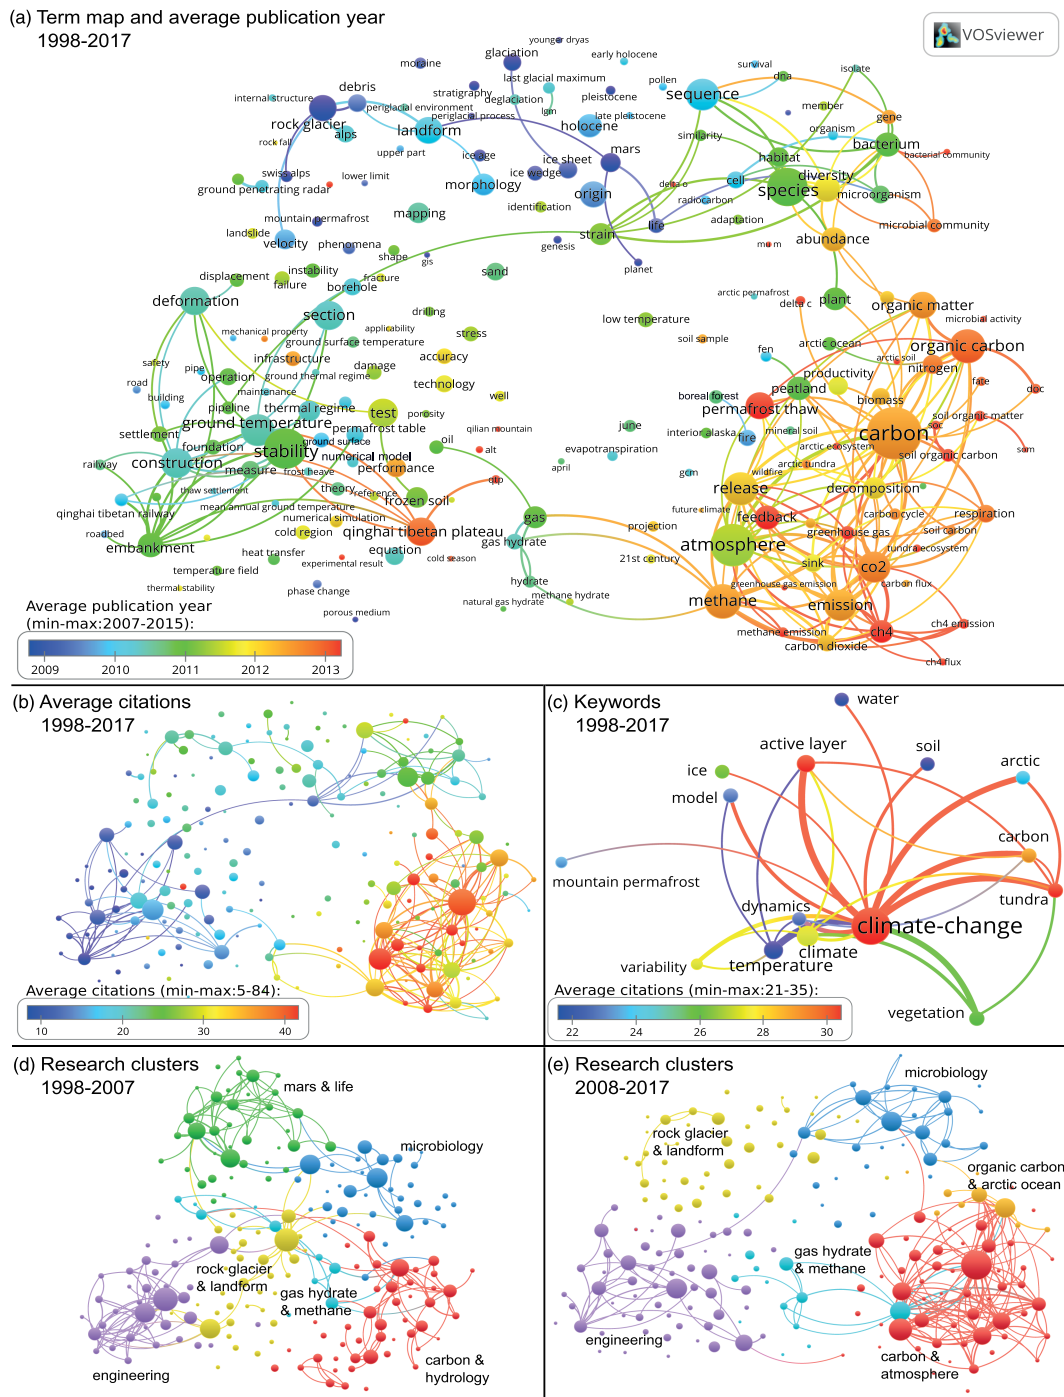 (a) Term map and average publication year
1998-2017
VOSviewer
younger dryas
glaciation
early holocene
moraine
survival
isolate
last glacial maximum
pollen
dna
debris
stratigraphy
sequence
internal structure
deglaciation
pleistocene
member
periglacial environment
rock glacier
periglacial process
lgm
late pleistocene
gene
alps
landform
holocene
organism
rock fall
similarity
bacterium
upper part
ice age
mars
bacterial community
ice sheet
habitat
swiss alps
ice wedge
cell
diversity
ground penetrating radar
lower limit
morphology
delta o
species
microorganism
origin
radiocarbon
mountain permafrost
mapping
identification
adaptation
landslide
strain
life
microbial community
velocity
phenomena
genesis
mu m
abundance
shape
gis
planet
displacement
instability
fracture
sand
failure
borehole
arctic permafrost
deformation
delta c
plant
organic matter
section
drilling
low temperature
microbial activity
mechanical property
applicability
stress
soil sample
ground surface temperature
fen
arctic ocean
organic carbon
safety
infrastructure
accuracy
arctic soil
pipe
damage
nitrogen
road
operation
ground thermal regime
technology
productivity
fate
building
maintenance
well
boreal forest
peatland
doc
pipeline
thermal regime
test
porosity
permafrost thaw
biomass
soil organic matter
settlement
ground temperature
permafrost table
june
mineral soil
carbon
soc
foundation
ground surface
oil
qilian mountain
interior alaska
fire
arctic ecosystem
som
railway
construction
stability
numerical model
alt
evapotranspiration
soil organic carbon
measure
frost heave
performance
april
gcm
wildfire
arctic tundra
thaw settlement
theory
reference
qtp
release
decomposition
qinghai tibetan railway
mean annual ground temperature
frozen soil
future climate
feedback
carbon cycle
respiration
roadbed
cold region
numerical simulation
gas
projection
greenhouse gas
soil carbon
embankment
qinghai tibetan plateau
gas hydrate
atmosphere
tundra ecosystem
heat transfer
equation
cold season
21st century
sink
co2
temperature field
experimental result
hydrate
greenhouse gas emission
carbon flux
thermal stability
phase change
methane hydrate
methane
emission
natural gas hydrate
porous medium
methane emission
ch4
ch4 emission
carbon dioxide
ch4 flux
Average publication year
(min-max:2007-2015):
2009 2010 2011 2012 2013
(b) Average citations
1998-2017
Average citations (min-max:5-84):
10 20 30 40
(c) Keywords
1998-2017
water
active layer
soil
arctic
ice
model
carbon
mountain permafrost
tundra
dynamics
climate-change
climate
variability
temperature
Average citations (min-max:21-35):
22 24 26 28 30
vegetation
(d) Research clusters
1998-2007
mars & life
microbiology
rock glacier
& landform
gas hydrate
& methane
engineering
carbon &
hydrology
(e) Research clusters
2008-2017
microbiology
rock glacier
& landform
organic carbon
& arctic ocean
gas hydrate
& methane
engineering
carbon &
atmosphere